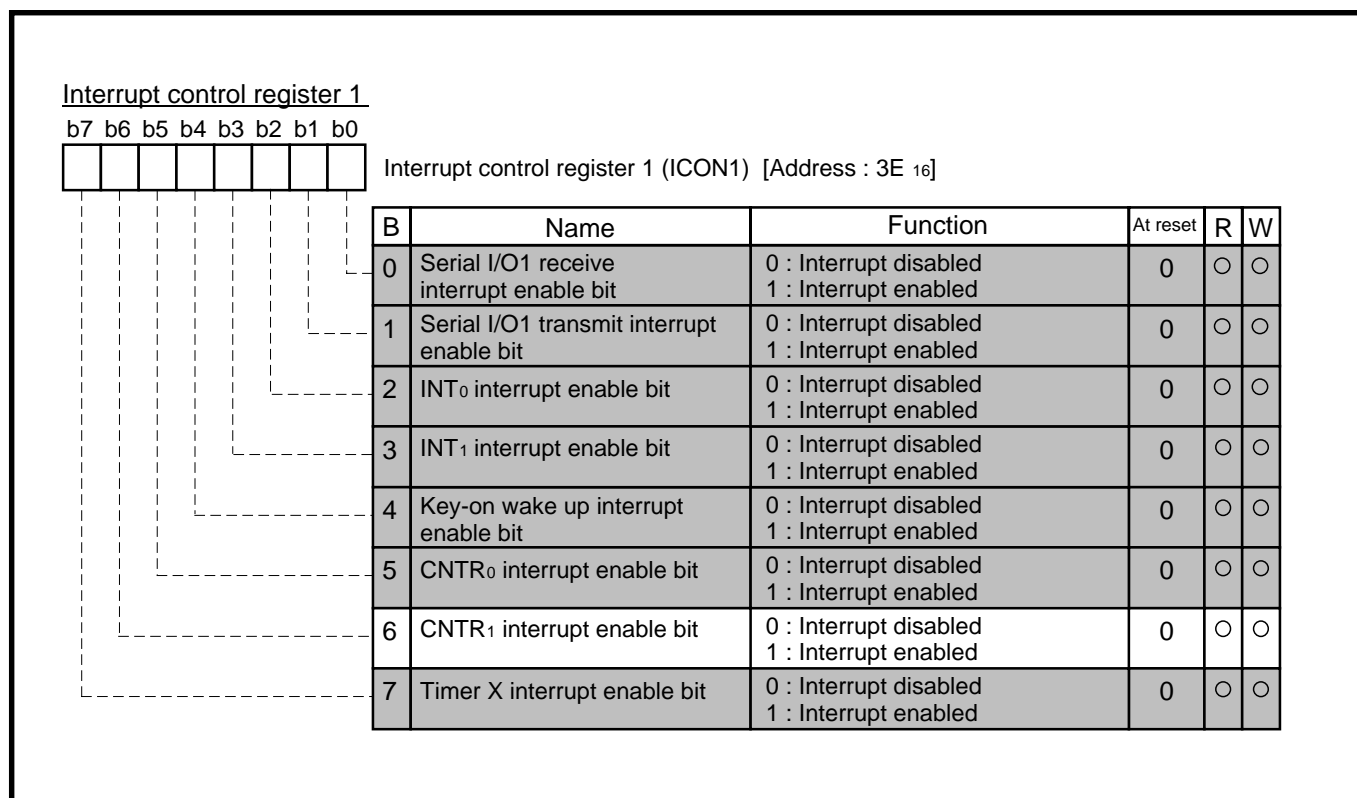 Interrupt control register 1
b7 b6 b5 b4 b3 b2 b1 b0
Interrupt control register 1 (ICON1) [Address : 3E 16]
B Name Function At reset R W
0 Serial I/O1 receive interrupt enable bit 0 : Interrupt disabled 1 : Interrupt enabled 0 ○ ○
1 Serial I/O1 transmit interrupt enable bit 0 : Interrupt disabled 1 : Interrupt enabled 0 ○ ○
2 INT0 interrupt enable bit 0 : Interrupt disabled 1 : Interrupt enabled 0 ○ ○
3 INT1 interrupt enable bit 0 : Interrupt disabled 1 : Interrupt enabled 0 ○ ○
4 Key-on wake up interrupt enable bit 0 : Interrupt disabled 1 : Interrupt enabled 0 ○ ○
5 CNTR0 interrupt enable bit 0 : Interrupt disabled 1 : Interrupt enabled 0 ○ ○
6 CNTR1 interrupt enable bit 0 : Interrupt disabled 1 : Interrupt enabled 0 ○ ○
7 Timer X interrupt enable bit 0 : Interrupt disabled 1 : Interrupt enabled 0 ○ ○